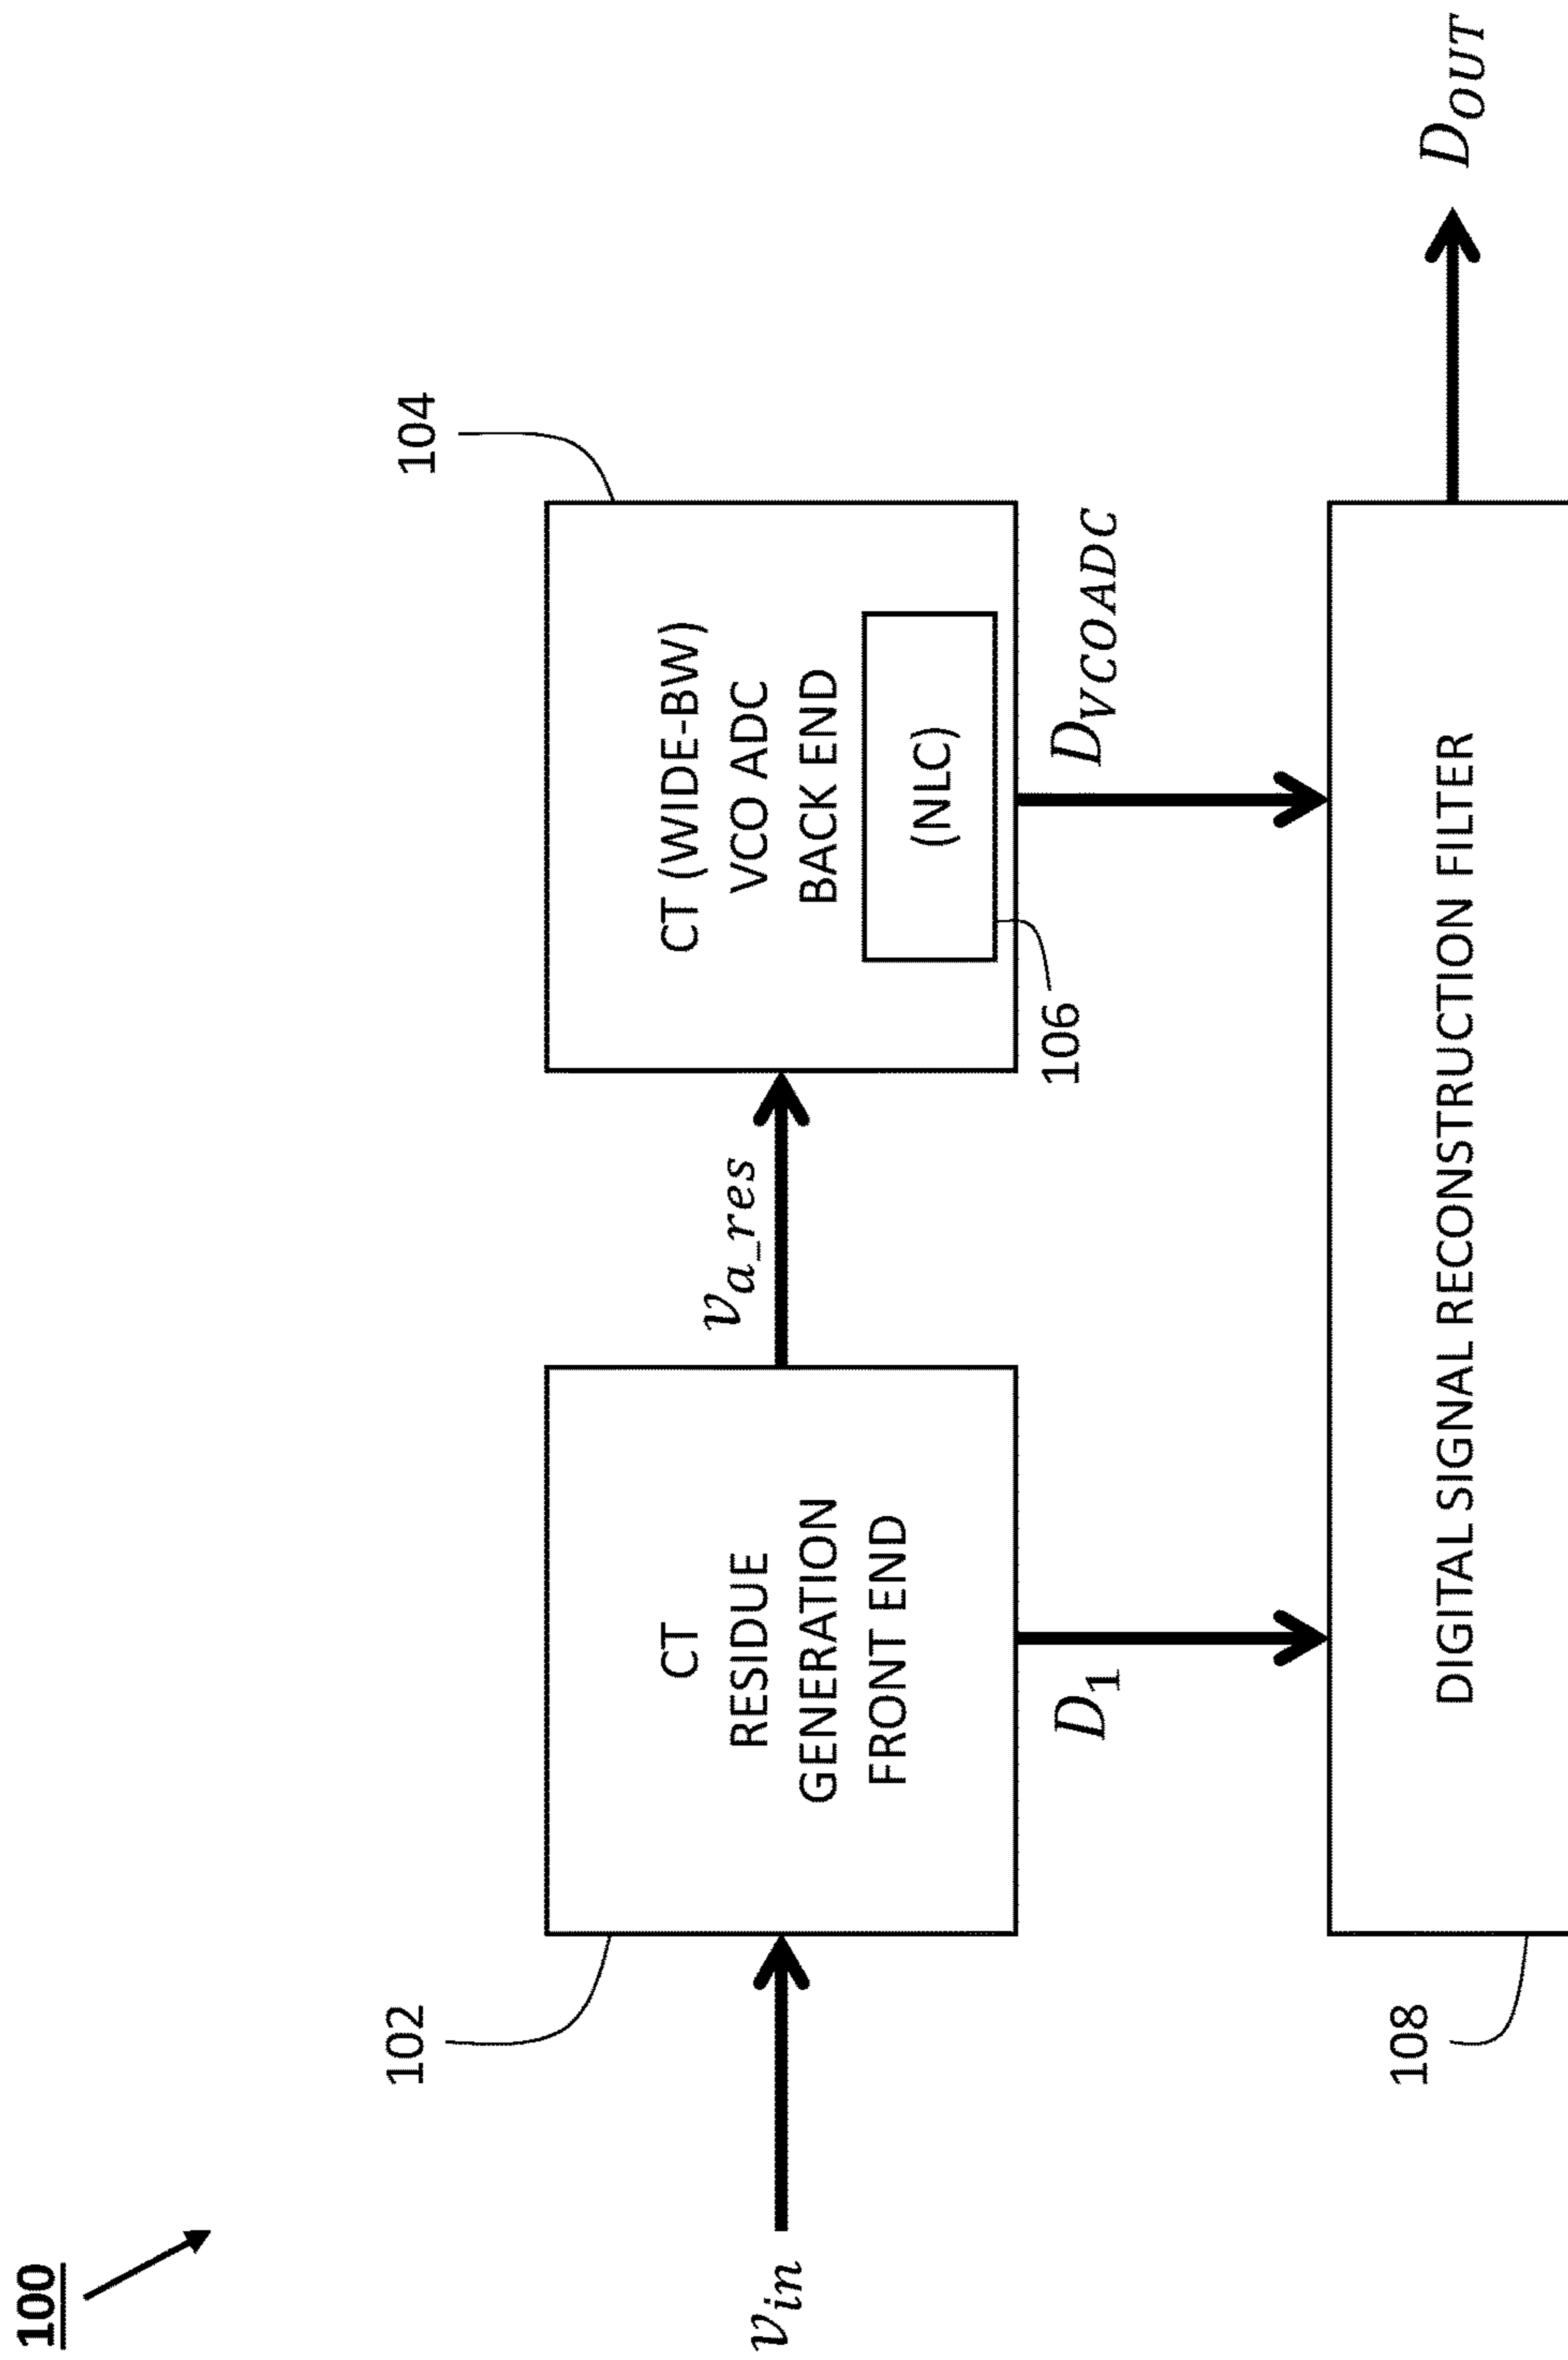 100
102
104
CT
RESIDUE
GENERATION
FRONT END
CT (WIDE-BW)
VCO ADC
BACK END
(NLC)
v_in
v_a_res
106
D_1
D_VCOADC
108
DIGITAL SIGNAL RECONSTRUCTION FILTER
D_OUT